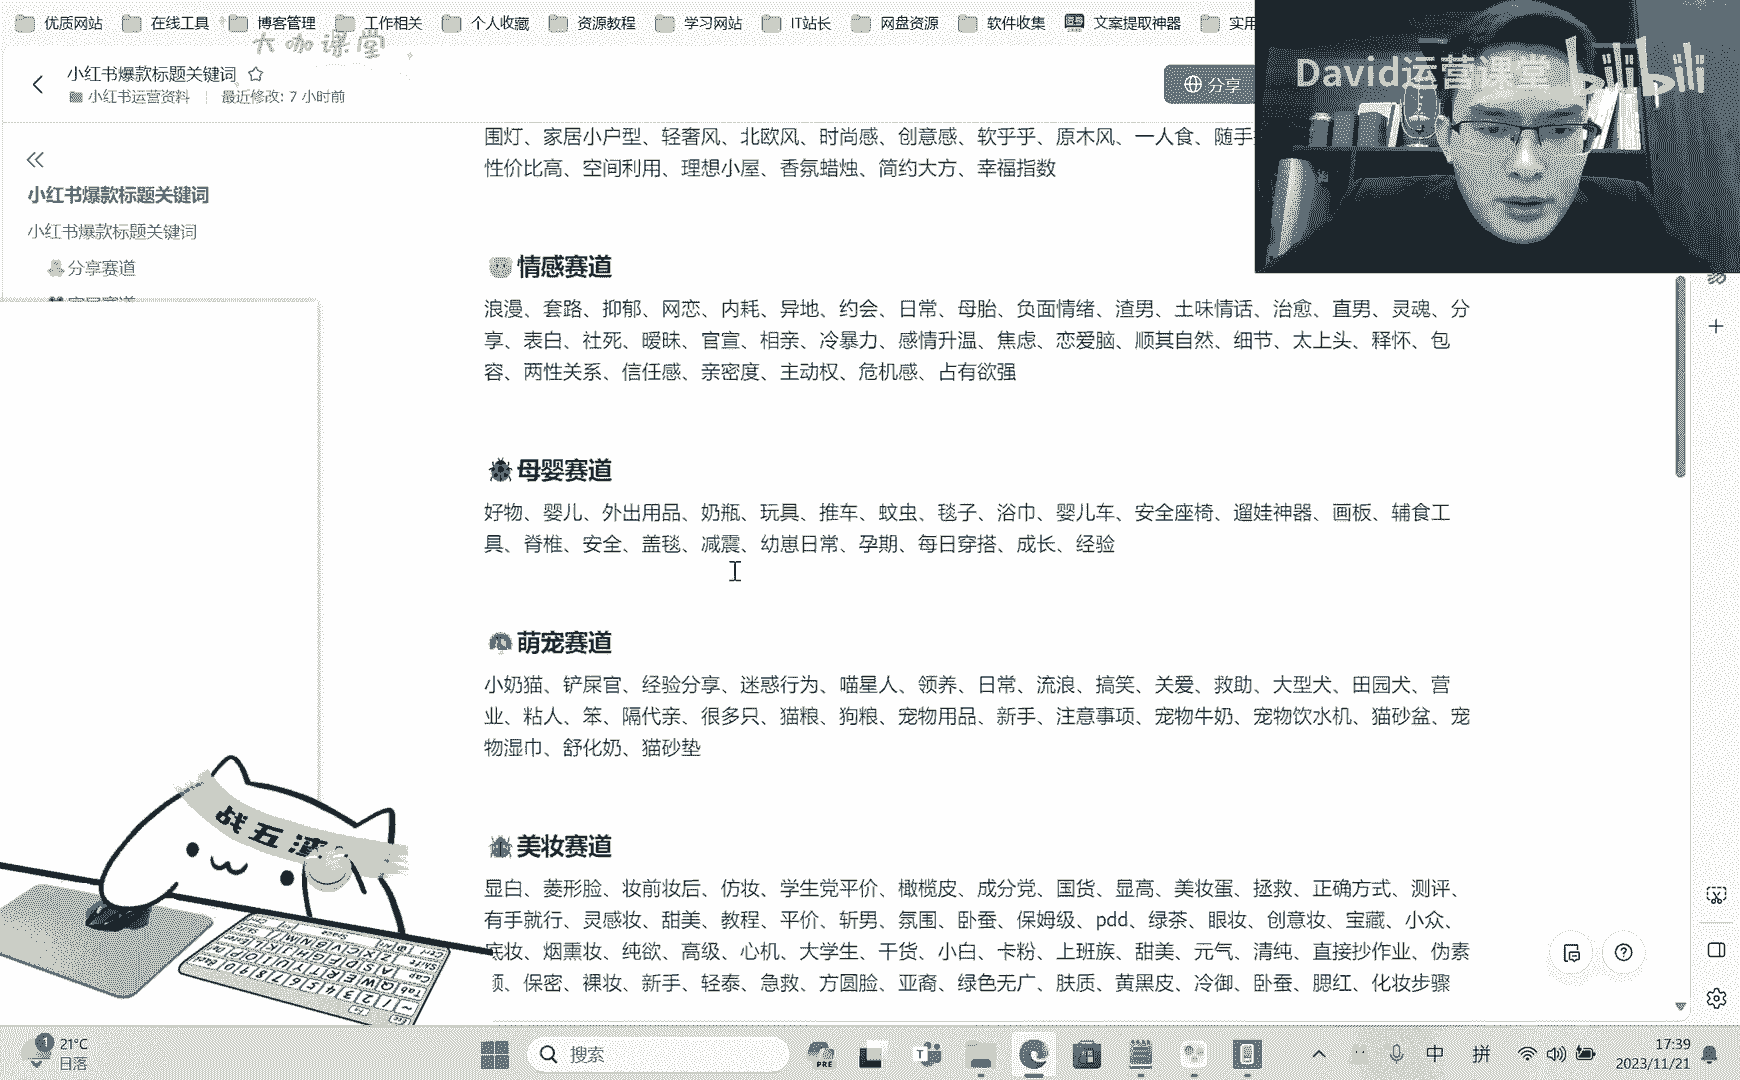 优质网站 在线工具 博客管理 工作相关 个人收藏 资源教程 学习网站 IT站长 网盘资源 软件收集 文案提取神器 实用
大咖课堂
David运营课堂 bilibili
小红书爆款标题关键词
小红书运营资料 | 最近修改: 7 小时前
分享
小红书爆款标题关键词
小红书爆款标题关键词
分享赛道
围灯、家居小户型、轻奢风、北欧风、时尚感、创意感、软乎乎、原木风、一人食、随手
性价比高、空间利用、理想小屋、香氛蜡烛、简约大方、幸福指数
情感赛道
浪漫、套路、抑郁、网恋、内耗、异地、约会、日常、母胎、负面情绪、渣男、土味情话、治愈、直男、灵魂、分
享、表白、社死、暧昧、官宣、相亲、冷暴力、感情升温、焦虑、恋爱脑、顺其自然、细节、太上头、释怀、包
容、两性关系、信任感、亲密度、主动权、危机感、占有欲强
母婴赛道
好物、婴儿、外出用品、奶瓶、玩具、推车、蚊虫、毯子、浴巾、婴儿车、安全座椅、遛娃神器、画板、辅食工
具、脊椎、安全、盖毯、减震、幼崽日常、孕期、每日穿搭、成长、经验
萌宠赛道
小奶猫、铲屎官、经验分享、迷惑行为、喵星人、领养、日常、流浪、搞笑、关爱、救助、大型犬、田园犬、营
业、粘人、笨、隔代亲、很多只、猫粮、狗粮、宠物用品、新手、注意事项、宠物牛奶、宠物饮水机、猫砂盆、宠
物湿巾、舒化奶、猫砂垫
美妆赛道
显白、菱形脸、妆前妆后、仿妆、学生党平价、橄榄皮、成分党、国货、显高、美妆蛋、拯救、正确方式、测评、
有手就行、灵感妆、甜美、教程、平价、斩男、氛围、卧蚕、保姆级、pdd、绿茶、眼妆、创意妆、宝藏、小众、
底妆、烟熏妆、纯欲、高级、心机、大学生、干货、小白、卡粉、上班族、甜美、元气、清纯、直接抄作业、伪素
颜、保密、裸妆、新手、轻泰、急救、方圆脸、亚裔、绿色无广、肤质、黄黑皮、冷御、卧蚕、腮红、化妆步骤
战五渣
1 21°C
日落
搜索
PRE
中 拼
17:39
2023/11/21